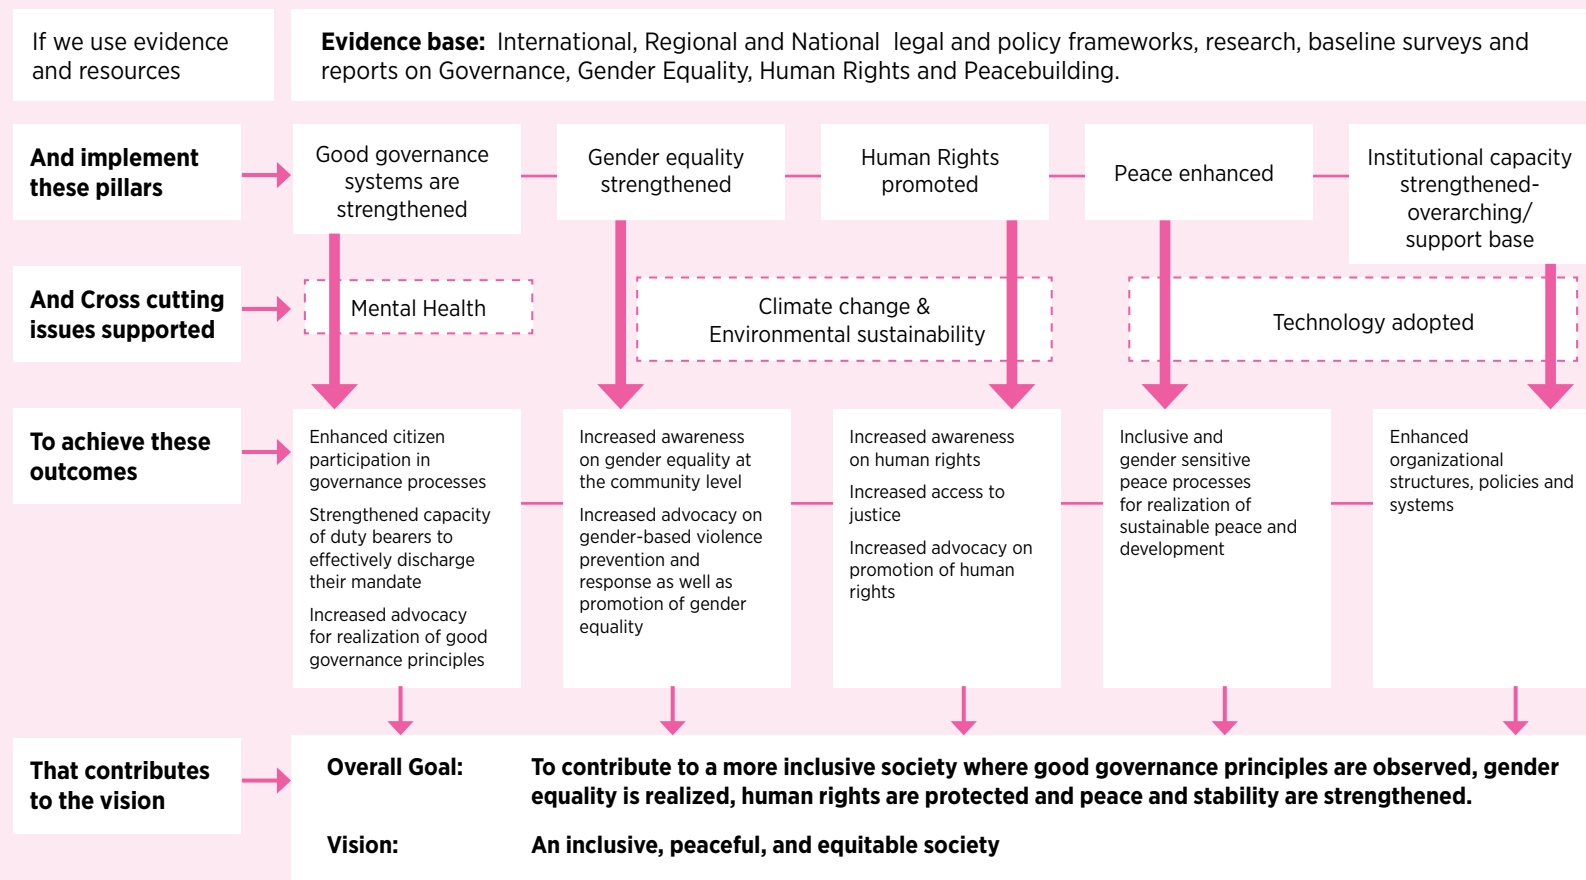 If we use evidence
and resources
Evidence base: International, Regional and National legal and policy frameworks, research, baseline surveys and
reports on Governance, Gender Equality, Human Rights and Peacebuilding.
And implement
these pillars
Good governance
systems are
strengthened
Gender equality
strengthened
Human Rights
promoted
Peace enhanced
Institutional capacity
strengthened-
overarching/
support base
And Cross cutting
issues supported
Mental Health
Climate change &
Environmental sustainability
Technology adopted
To achieve these
outcomes
Enhanced citizen
participation in
governance processes
Strengthened capacity
of duty bearers to
effectively discharge
their mandate
Increased advocacy
for realization of good
governance principles
Increased awareness
on gender equality at
the community level
Increased advocacy on
gender-based violence
prevention and
response as well as
promotion of gender
equality
Increased awareness
on human rights
Increased access to
justice
Increased advocacy on
promotion of human
rights
Inclusive and
gender sensitive
peace processes
for realization of
sustainable peace and
development
Enhanced
organizational
structures, policies and
systems
That contributes
to the vision
Overall Goal: To contribute to a more inclusive society where good governance principles are observed, gender
equality is realized, human rights are protected and peace and stability are strengthened.
Vision: An inclusive, peaceful, and equitable society